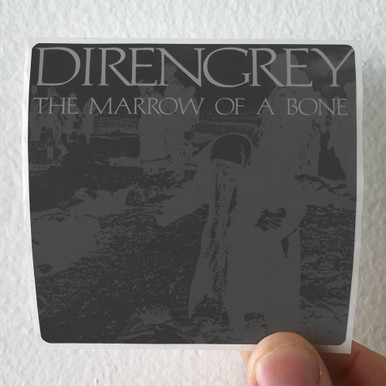 DIRENGREY
THE MARROW OF A BONE